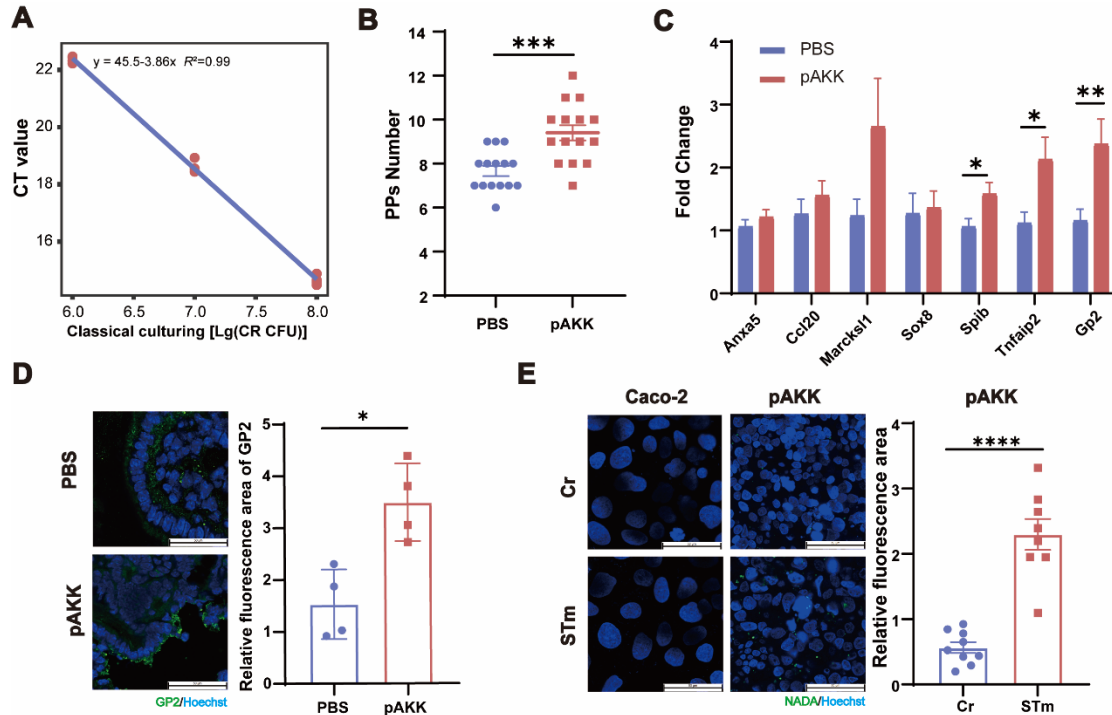 A
y = 45.5-3.86x R²=0.99
CT value
22
20
18
16
6.0 6.5 7.0 7.5 8.0
Classical culturing [Lg(CR CFU)]
B
***
PPs Number
14
12
10
8
6
4
2
PBS pAKK
C
PBS
pAKK
Fold Change
4
3
2
1
0
*
*
**
Anxa5 Ccl20 Marcksl1 Sox8 Spib Tnfaip2 Gp2
D
PBS
pAKK
GP2/Hoechst
Relative fluorescence area of GP2
5
4
3
2
1
0
*
PBS pAKK
E
Caco-2 pAKK pAKK
Cr
STm
NADA/Hoechst
Relative fluorescence area
4
3
2
1
0
****
Cr STm